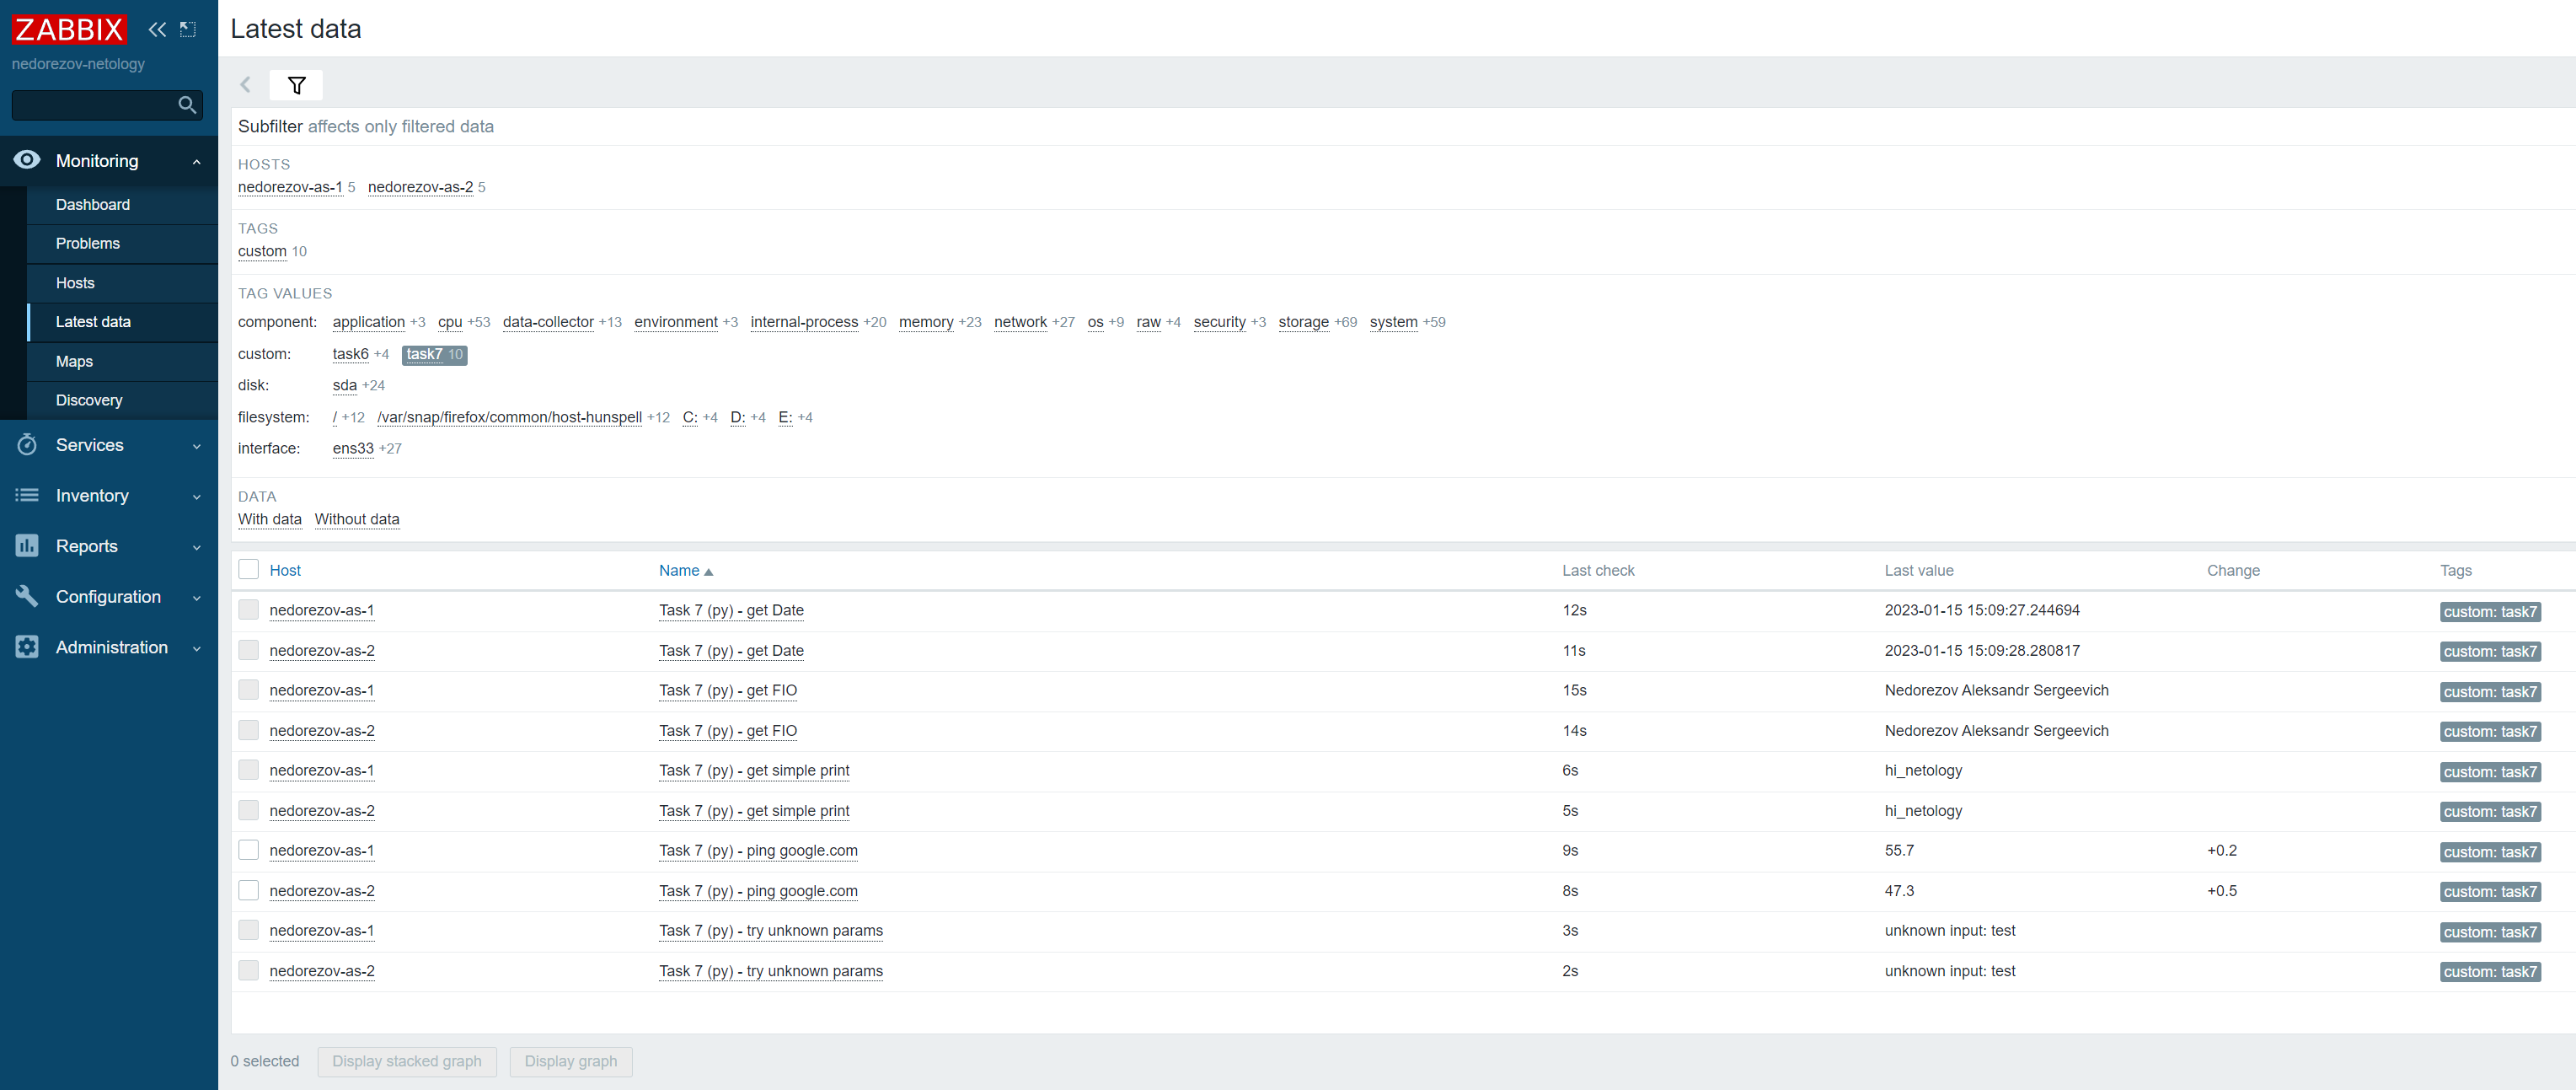 ZABBIX
nedorezov-netology
Monitoring
Dashboard
Problems
Hosts
Latest data
Maps
Discovery
Services
Inventory
Reports
Configuration
Administration
Latest data
Subfilter affects only filtered data
HOSTS
nedorezov-as-1 5 nedorezov-as-2 5
TAGS
custom 10
TAG VALUES
component: application +3 cpu +53 data-collector +13 environment +3 internal-process +20 memory +23 network +27 os +9 raw +4 security +3 storage +69 system +59
custom: task6 +4 task7 10
disk: sda +24
filesystem: / +12 /var/snap/firefox/common/host-hunspell +12 C: +4 D: +4 E: +4
interface: ens33 +27
DATA
With data Without data
Host Name Last check Last value Change Tags
nedorezov-as-1 Task 7 (py) - get Date 12s 2023-01-15 15:09:27.244694 custom: task7
nedorezov-as-2 Task 7 (py) - get Date 11s 2023-01-15 15:09:28.280817 custom: task7
nedorezov-as-1 Task 7 (py) - get FIO 15s Nedorezov Aleksandr Sergeevich custom: task7
nedorezov-as-2 Task 7 (py) - get FIO 14s Nedorezov Aleksandr Sergeevich custom: task7
nedorezov-as-1 Task 7 (py) - get simple print 6s hi_netology custom: task7
nedorezov-as-2 Task 7 (py) - get simple print 5s hi_netology custom: task7
nedorezov-as-1 Task 7 (py) - ping google.com 9s 55.7 +0.2 custom: task7
nedorezov-as-2 Task 7 (py) - ping google.com 8s 47.3 +0.5 custom: task7
nedorezov-as-1 Task 7 (py) - try unknown params 3s unknown input: test custom: task7
nedorezov-as-2 Task 7 (py) - try unknown params 2s unknown input: test custom: task7
0 selected Display stacked graph Display graph